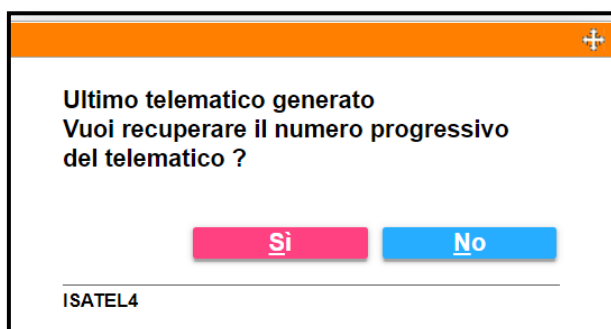 Ultimo telematico generato
Vuoi recuperare il numero progressivo
del telematico ?
Sì
No
ISATEL4